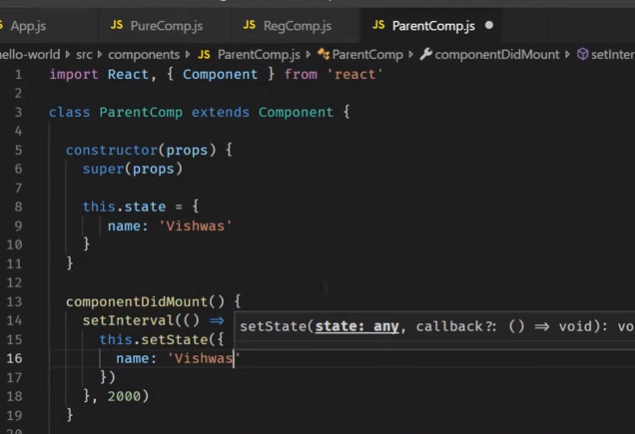 App.js JS PureComp.js JS RegComp.js JS ParentComp.js
hello-world > src > components > JS ParentComp.js > ParentComp > componentDidMount > setInter
1 import React, { Component } from 'react'
2
3 class ParentComp extends Component {
4
5 constructor(props) {
6 super(props)
7
8 this.state = {
9 name: 'Vishwas'
10 }
11 }
12
13 componentDidMount() {
14 setInterval(() =>
setState(state: any, callback?: () => void): vo
15 this.setState({
16 name: 'Vishwas'
17 })
18 }, 2000)
19 }